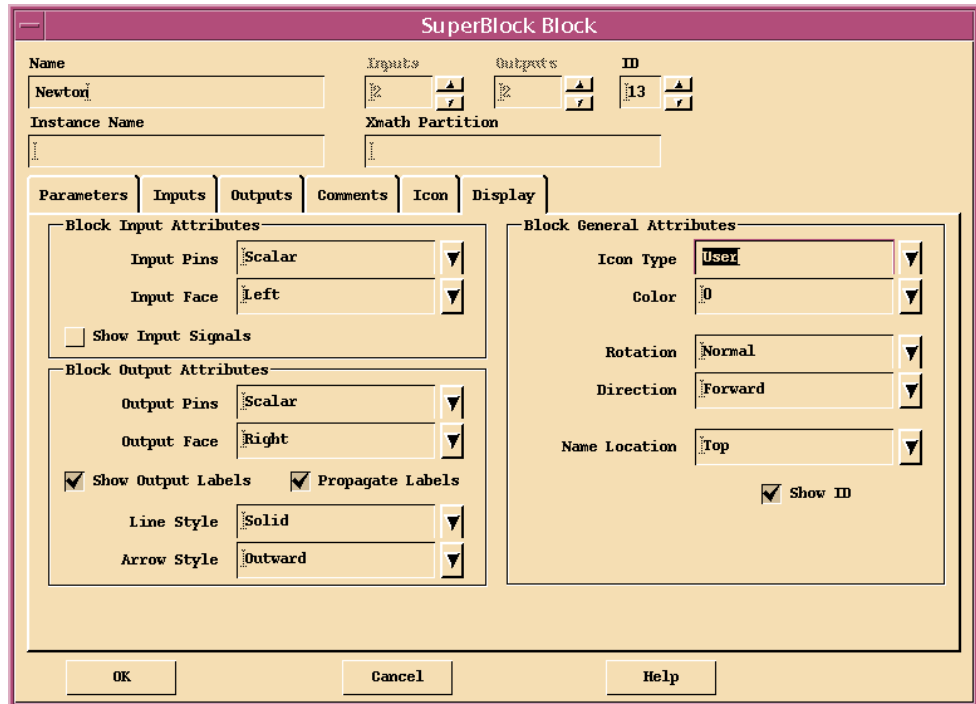 SuperBlock Block
Name Inputs Outputs ID
Newton 2 2 13
Instance Name Xmath Partition
Parameters Inputs Outputs Comments Icon Display
Block Input Attributes
Input Pins Scalar
Input Face Left
Show Input Signals
Block Output Attributes
Output Pins Scalar
Output Face Right
Show Output Labels Propagate Labels
Line Style Solid
Arrow Style Outward
Block General Attributes
Icon Type User
Color 0
Rotation Normal
Direction Forward
Name Location Top
Show ID
OK Cancel Help